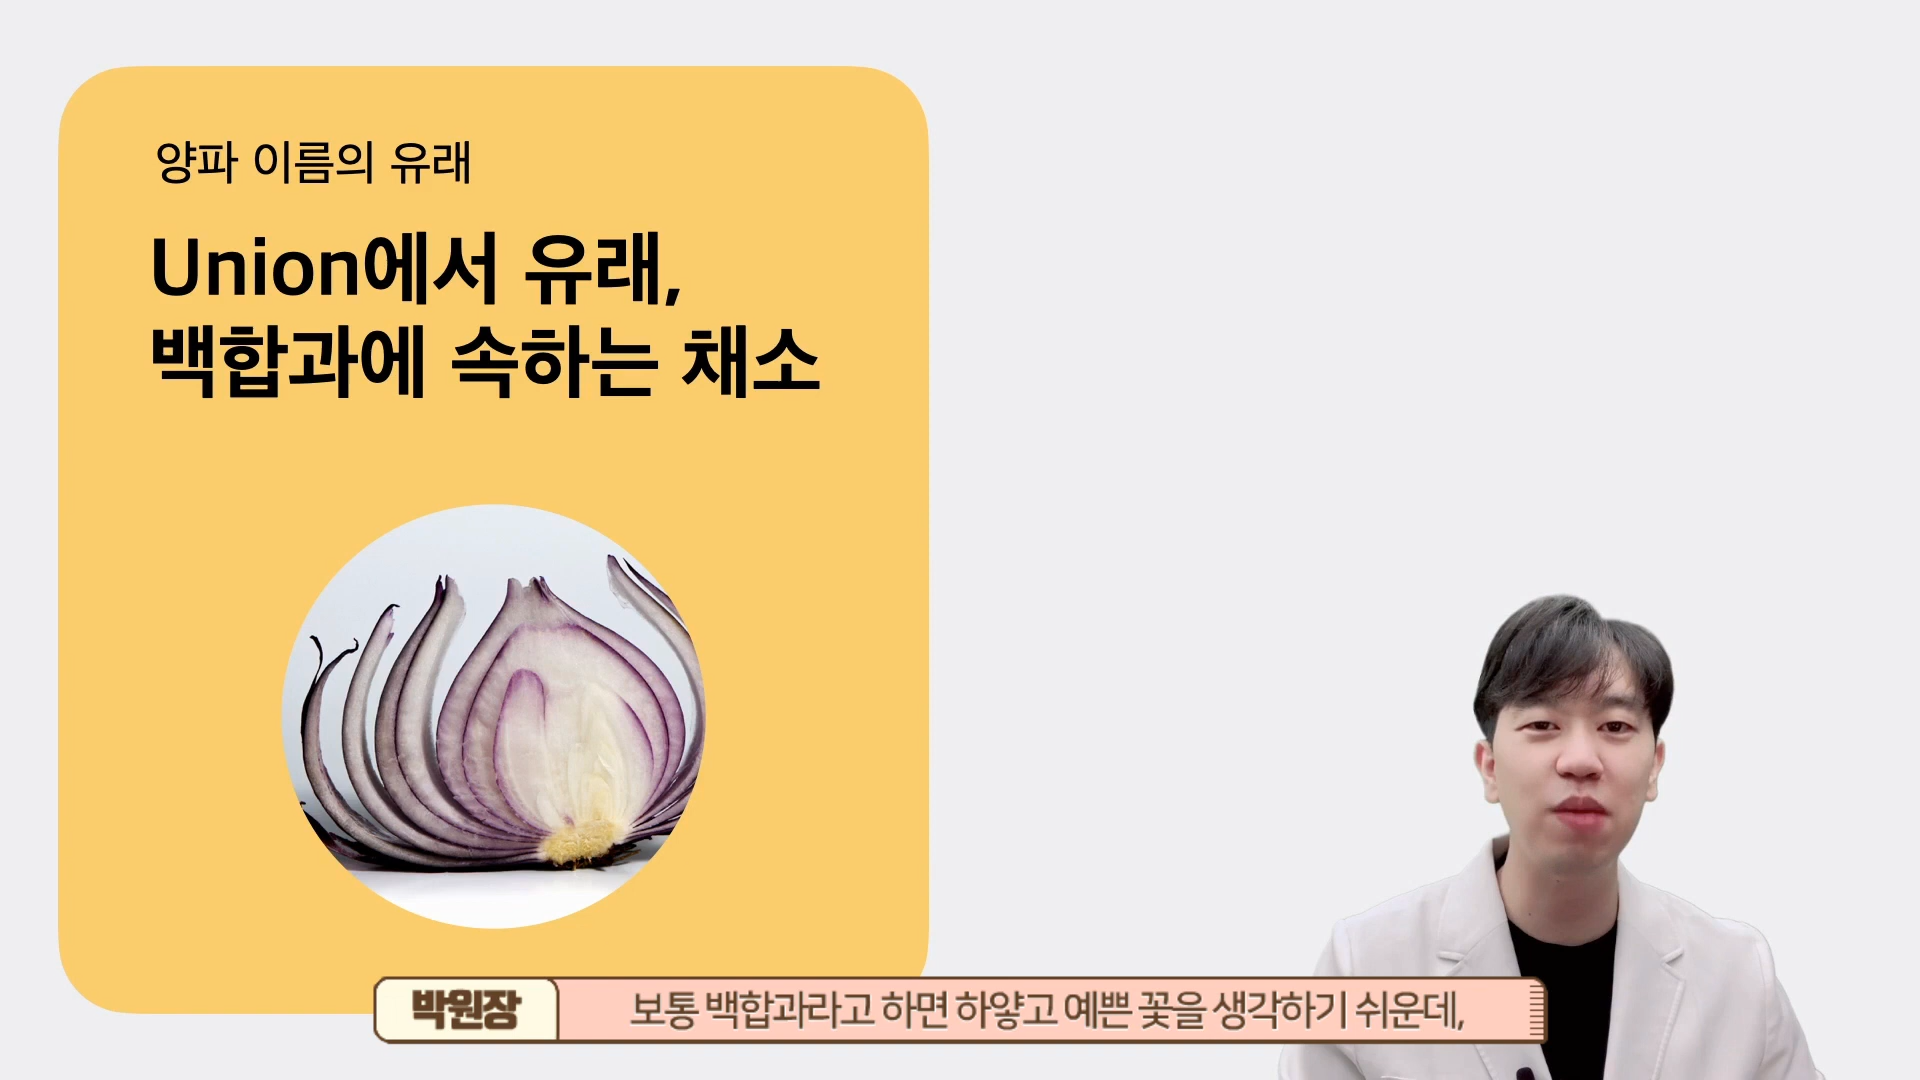 양파 이름의 유래
Union에서 유래,
백합과에 속하는 채소
박원장
보통 백합과라고 하면 하얗고 예쁜 꽃을 생각하기 쉬운데,